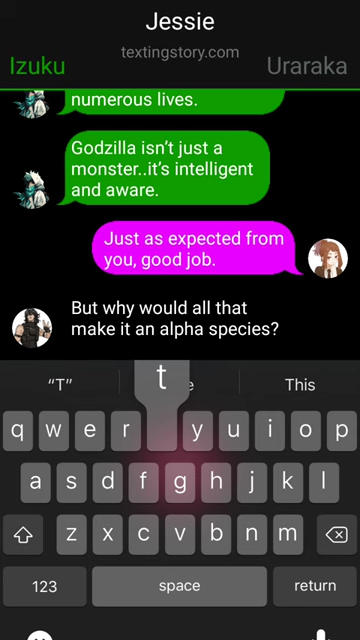 Jessie
textingstory.com
Izuku
Uraraka
numerous lives.
Godzilla isn't just a
monster..it's intelligent
and aware.
Just as expected from
you, good job.
But why would all that
make it an alpha species?
"T"
t
e
This
q w e r y u i o p
a s d f g h j k l
z x c v b n m
123
space
return